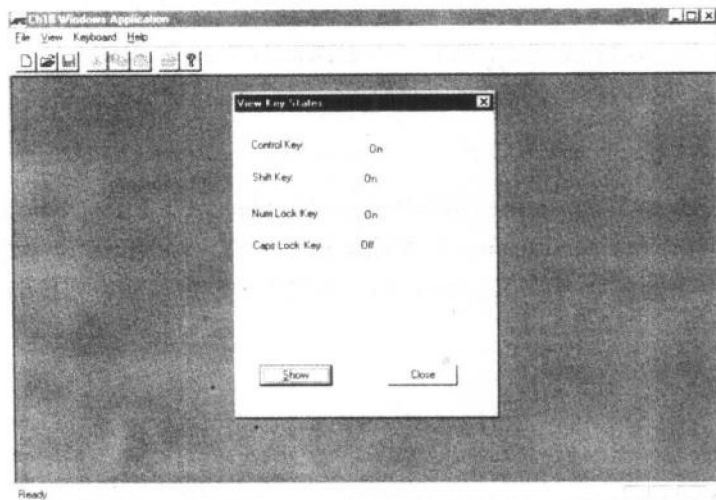 Ch18 Windows Application
File View Keyboard Help
View Key States
Control Key: On
Shift Key: On
Num Lock Key On
Caps Lock Key: Off
Show Close
Ready